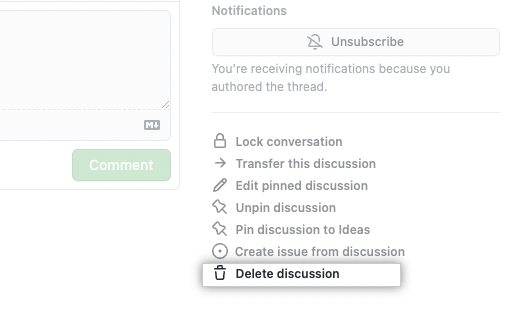 Notifications
Unsubscribe
You're receiving notifications because you
authored the thread.
Comment
Lock conversation
Transfer this discussion
Edit pinned discussion
Unpin discussion
Pin discussion to Ideas
Create issue from discussion
Delete discussion